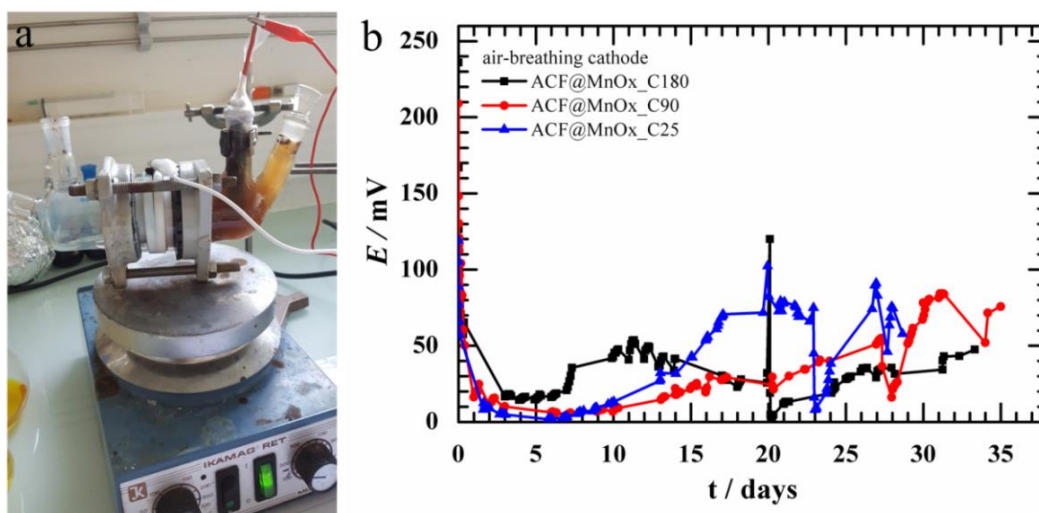 a
IKAMAG® RET
b
E / mV
250
200
150
100
50
0
air-breathing cathode
ACF@MnOx_C180
ACF@MnOx_C90
ACF@MnOx_C25
0 5 10 15 20 25 30 35
t / days